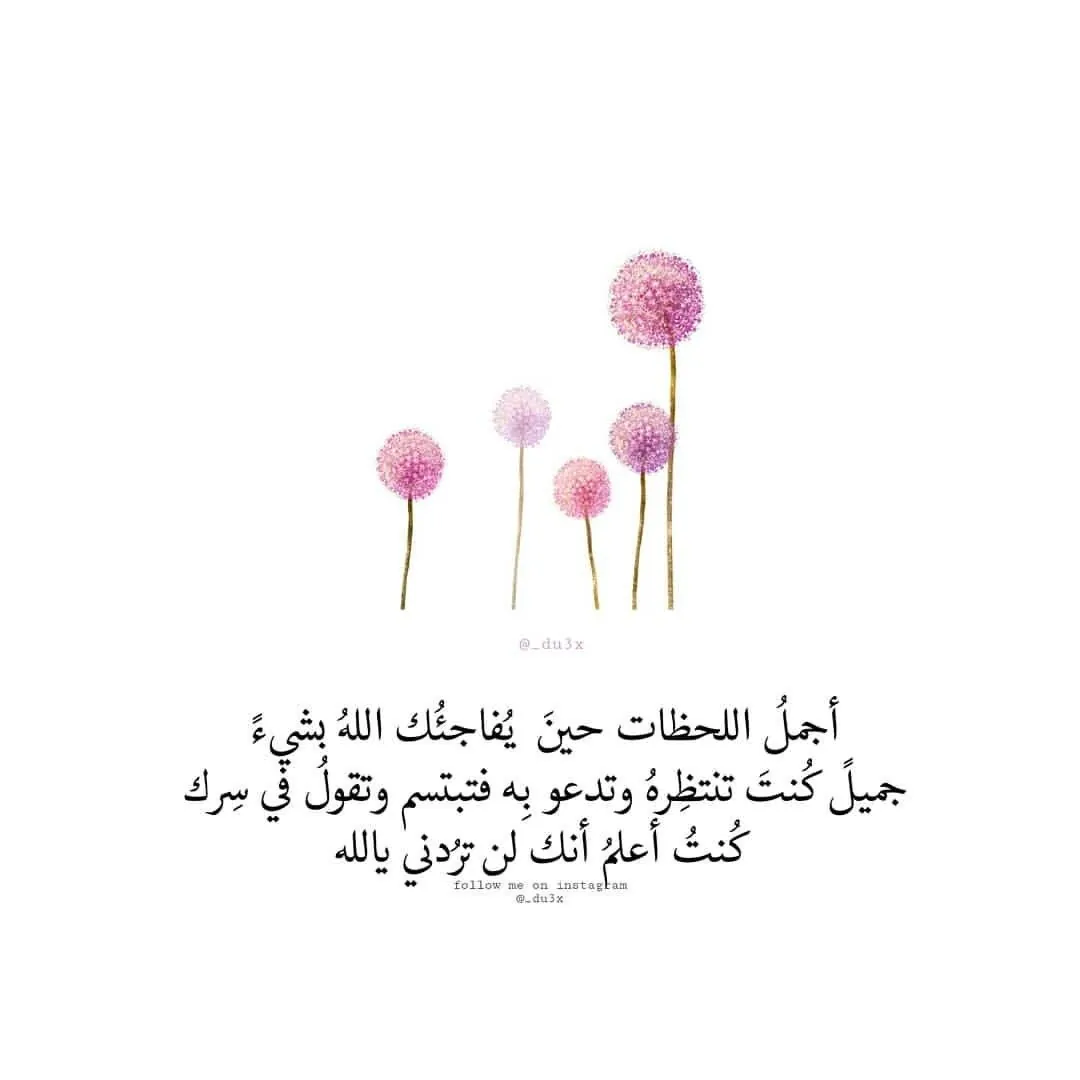 @_du3x
أجملُ اللحظات حينَ يُفاجئُك اللهُ بشيءً
جميلً كُنتَ تنتظِرهُ وتدعو بِه فتبتسم وتقولُ في سِرك
كُنتُ أعلمُ أنك لن ترُدني يالله
follow me on instagram
@_du3x